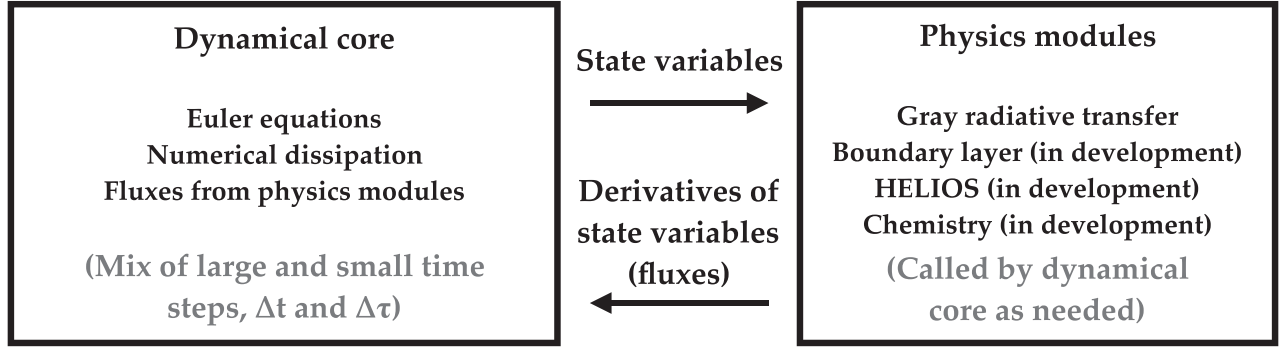 Dynamical core
Euler equations
Numerical dissipation
Fluxes from physics modules
(Mix of large and small time
steps, Δt and Δτ)
State variables
Derivatives of
state variables
(fluxes)
Physics modules
Gray radiative transfer
Boundary layer (in development)
HELIOS (in development)
Chemistry (in development)
(Called by dynamical
core as needed)